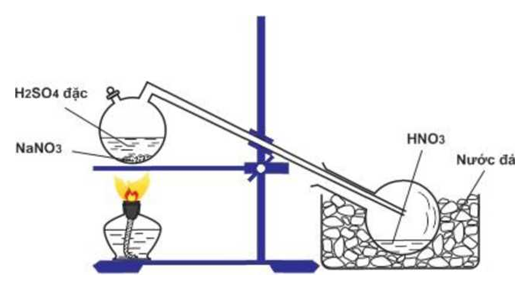 H2SO4 đặc
NaNO3
HNO3
Nước đá